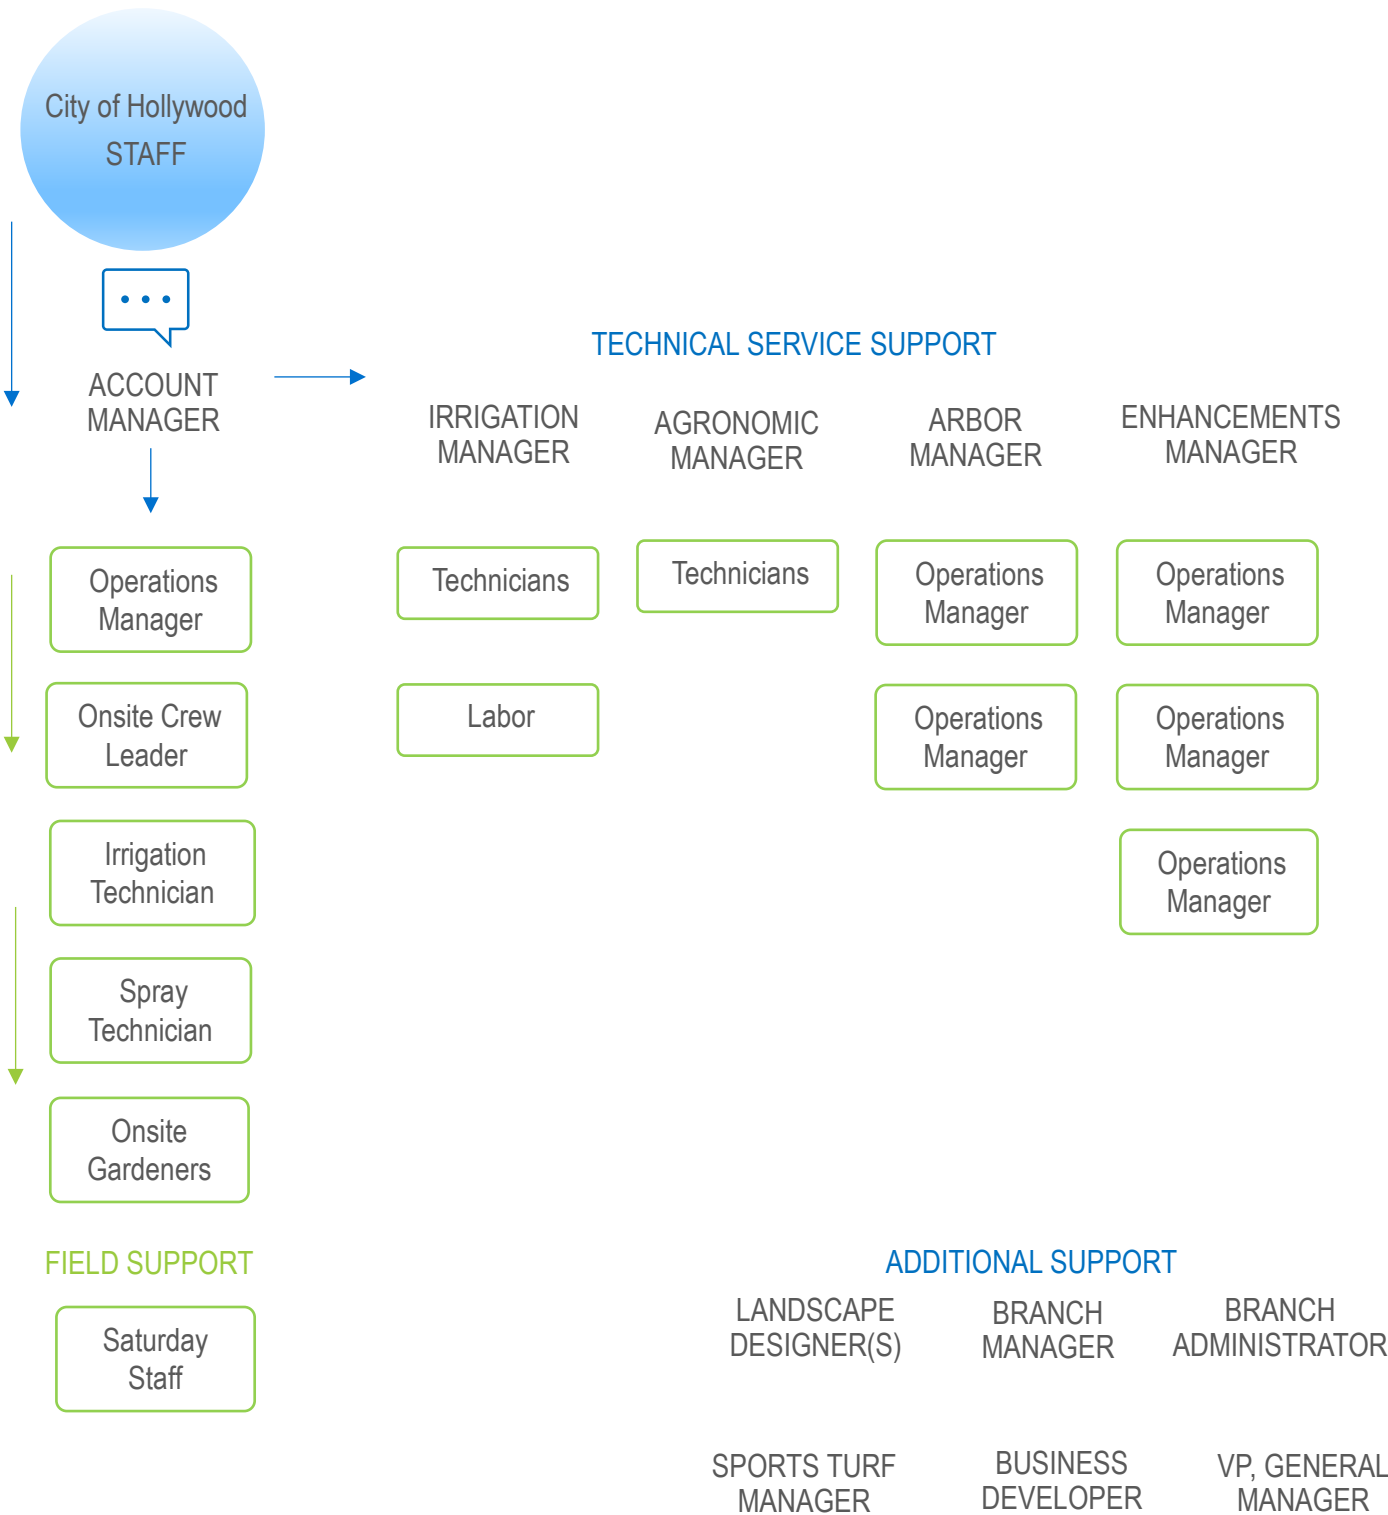 City of Hollywood
STAFF
ACCOUNT
MANAGER
TECHNICAL SERVICE SUPPORT
IRRIGATION
MANAGER
AGRONOMIC
MANAGER
ARBOR
MANAGER
ENHANCEMENTS
MANAGER
Operations
Manager
Onsite Crew
Leader
Irrigation
Technician
Spray
Technician
Onsite
Gardeners
Technicians
Labor
Technicians
Operations
Manager
Operations
Manager
Operations
Manager
Operations
Manager
Operations
Manager
FIELD SUPPORT
Saturday
Staff
ADDITIONAL SUPPORT
LANDSCAPE
DESIGNER(S)
BRANCH
MANAGER
BRANCH
ADMINISTRATOR
SPORTS TURF
MANAGER
BUSINESS
DEVELOPER
VP, GENERAL
MANAGER